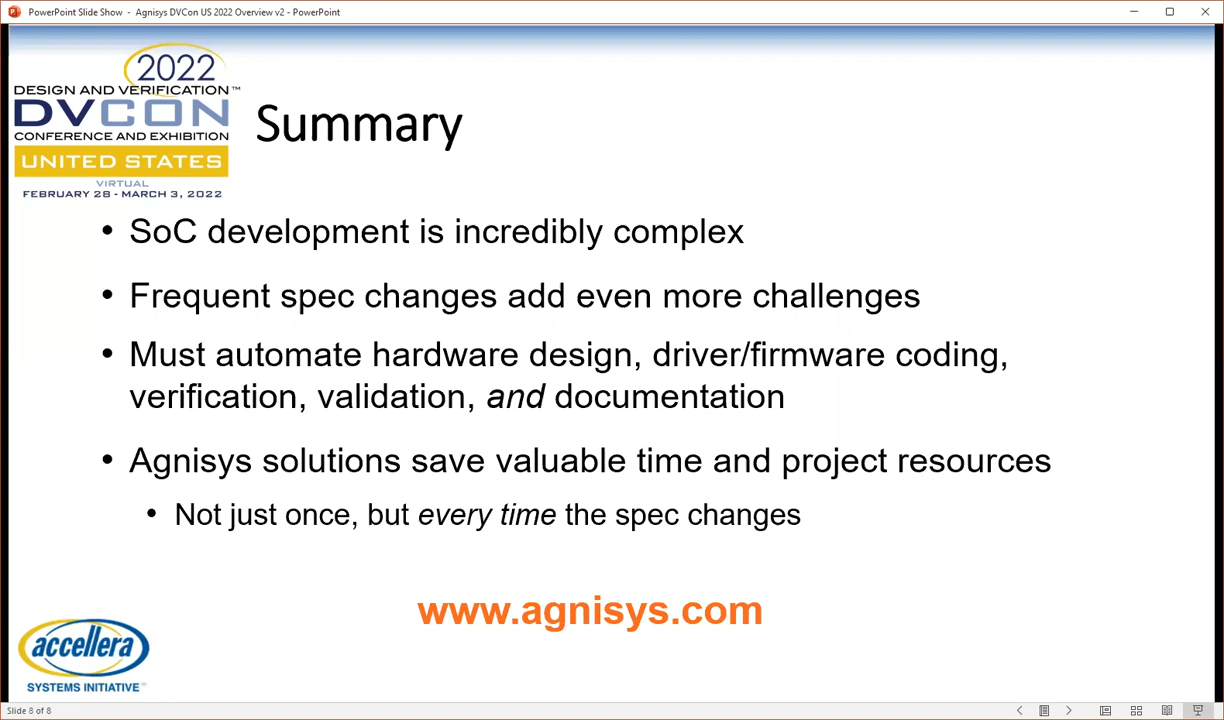 PowerPoint Slide Show - Agnisys DVCon US 2022 Overview v2 - PowerPoint
2022
DESIGN AND VERIFICATION™
DVCON
CONFERENCE AND EXHIBITION
UNITED STATES
VIRTUAL
FEBRUARY 28 - MARCH 3, 2022
Summary
• SoC development is incredibly complex
• Frequent spec changes add even more challenges
• Must automate hardware design, driver/firmware coding,
verification, validation, and documentation
• Agnisys solutions save valuable time and project resources
• Not just once, but every time the spec changes
www.agnisys.com
accellera
SYSTEMS INITIATIVE™
Slide 8 of 8